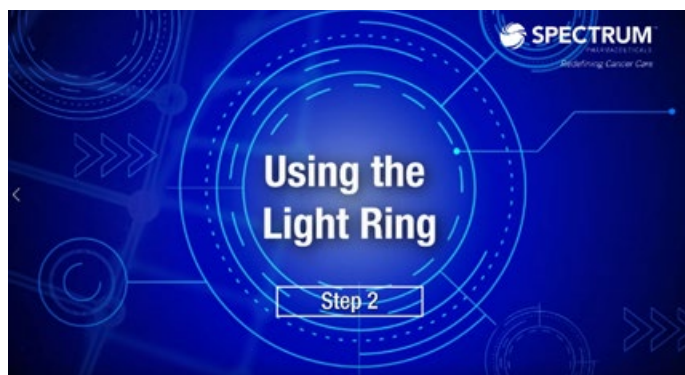 SPECTRUM
PHARMACEUTICALS
Redefining Cancer Care
Using the
Light Ring
Step 2